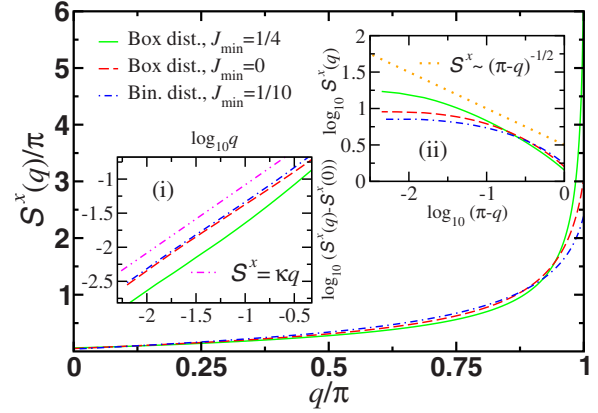 Box dist., J_min=1/4
Box dist., J_min=0
Bin. dist., J_min=1/10
S^x(q)/π
6
5
4
3
2
1
0
0.25
0.5
0.75
1
q/π
log_10 q
(i)
-1
-1.5
-2
-2.5
-2
-1.5
-1
-0.5
S^x=κq
log_10 (S^x(q)-S^x(0))
log_10 S^x(q)
2
1.5
1
0.5
0
-2
-1
0
S^x~ (π-q)^-1/2
(ii)
log_10 (π-q)